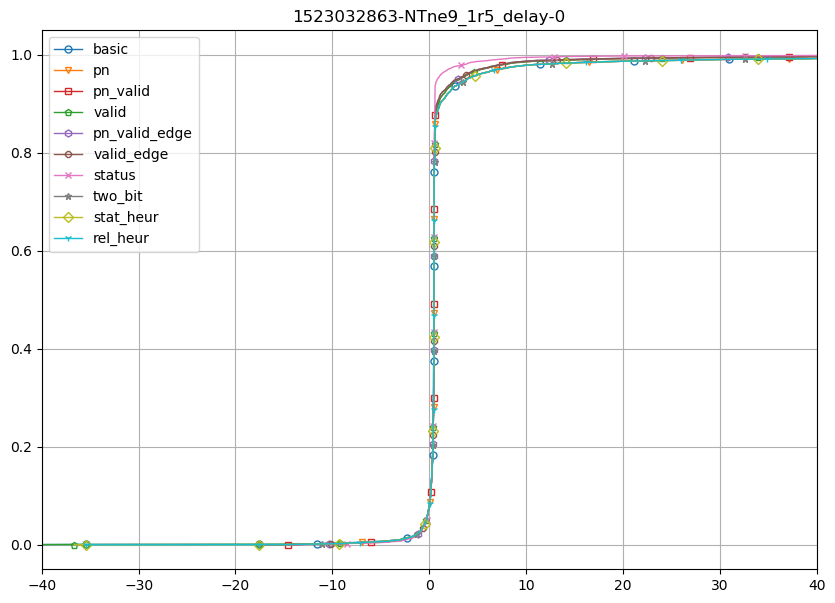 1523032863-NTne9_1r5_delay-0
basic
pn
pn_valid
valid
pn_valid_edge
valid_edge
status
two_bit
stat_heur
rel_heur
1.0
0.8
0.6
0.4
0.2
0.0
−40 −30 −20 −10 0 10 20 30 40